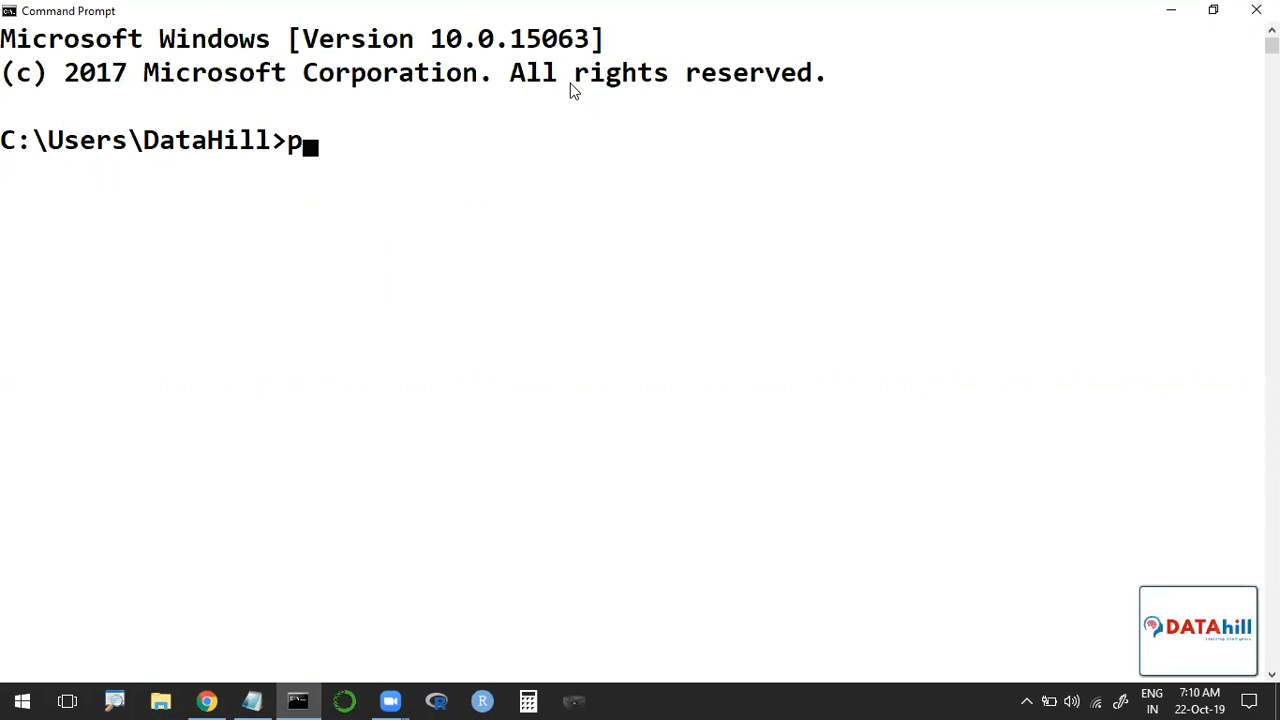 Command Prompt
Microsoft Windows [Version 10.0.15063]
(c) 2017 Microsoft Corporation. All rights reserved.
C:\Users\DataHill>p
DATAhill
ENG
IN
7:10 AM
22-Oct-19